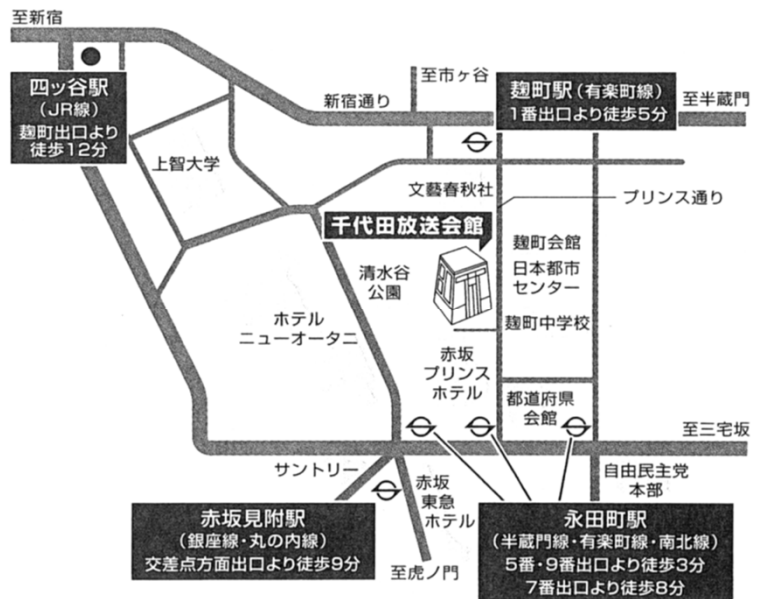 至新宿
四ッ谷駅
（JR線）
麹町出口より
徒歩12分
上智大学
新宿通り
至市ヶ谷
麹町駅（有楽町線）
1番出口より徒歩5分
至半蔵門
文藝春秋社
プリンス通り
千代田放送会館
清水谷
公園
麹町会館
日本都市
センター
麹町中学校
ホテル
ニューオータニ
赤坂
プリンス
ホテル
都道府県
会館
至三宅坂
サントリー
赤坂
東急
ホテル
自由民主党
本部
赤坂見附駅
（銀座線・丸の内線）
交差点方面出口より徒歩9分
至虎ノ門
永田町駅
（半蔵門線・有楽町線・南北線）
5番・9番出口より徒歩3分
7番出口より徒歩8分